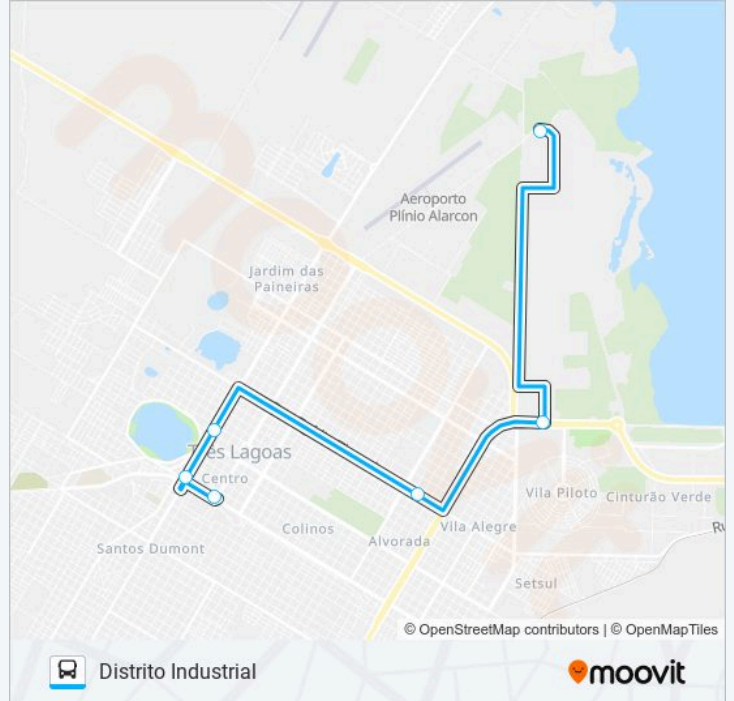 Aeroporto
Plínio Alarcon
Jardim das
Paineiras
Três Lagoas
Centro
Vila Piloto
Cinturão Verde
Colinos
Alvorada
Vila Alegre
Santos Dumont
Setsul
© OpenStreetMap contributors | © OpenMapTiles
Distrito Industrial
moovit